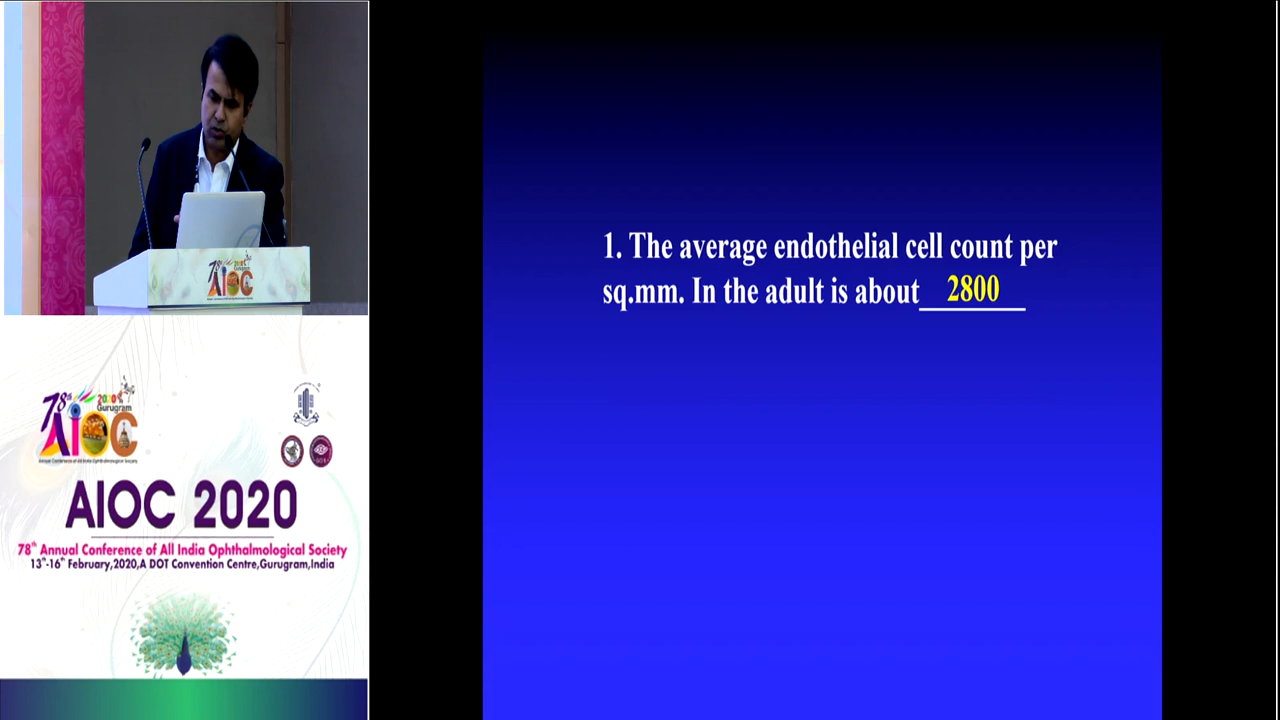 1. The average endothelial cell count per
sq.mm. In the adult is about 2800
78th AIOC
2020
Gurugram
AIOC 2020
78th Annual Conference of All India Ophthalmological Society
13th-16th February,2020,A DOT Convention Centre,Gurugram,India